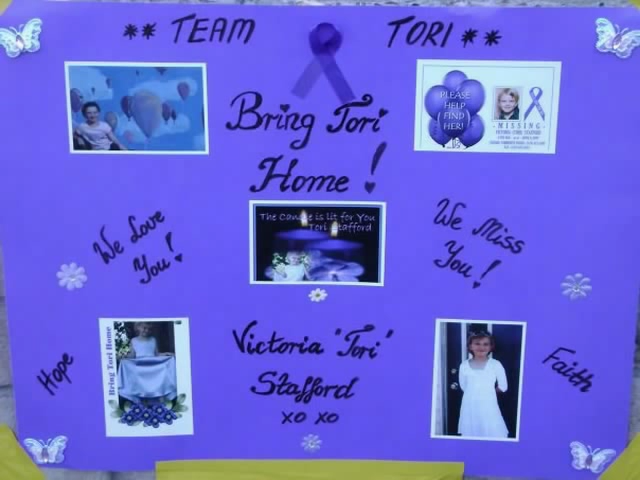 ** TEAM TORI **
Bring Tori
Home!
PLEASE
HELP
FIND
HER!
MISSING
The Candle is lit for You
Tori Stafford
We Love
You!
We Miss
You!
Bring Tori Home
Victoria "Tori"
Stafford
xo xo
Hope
Faith